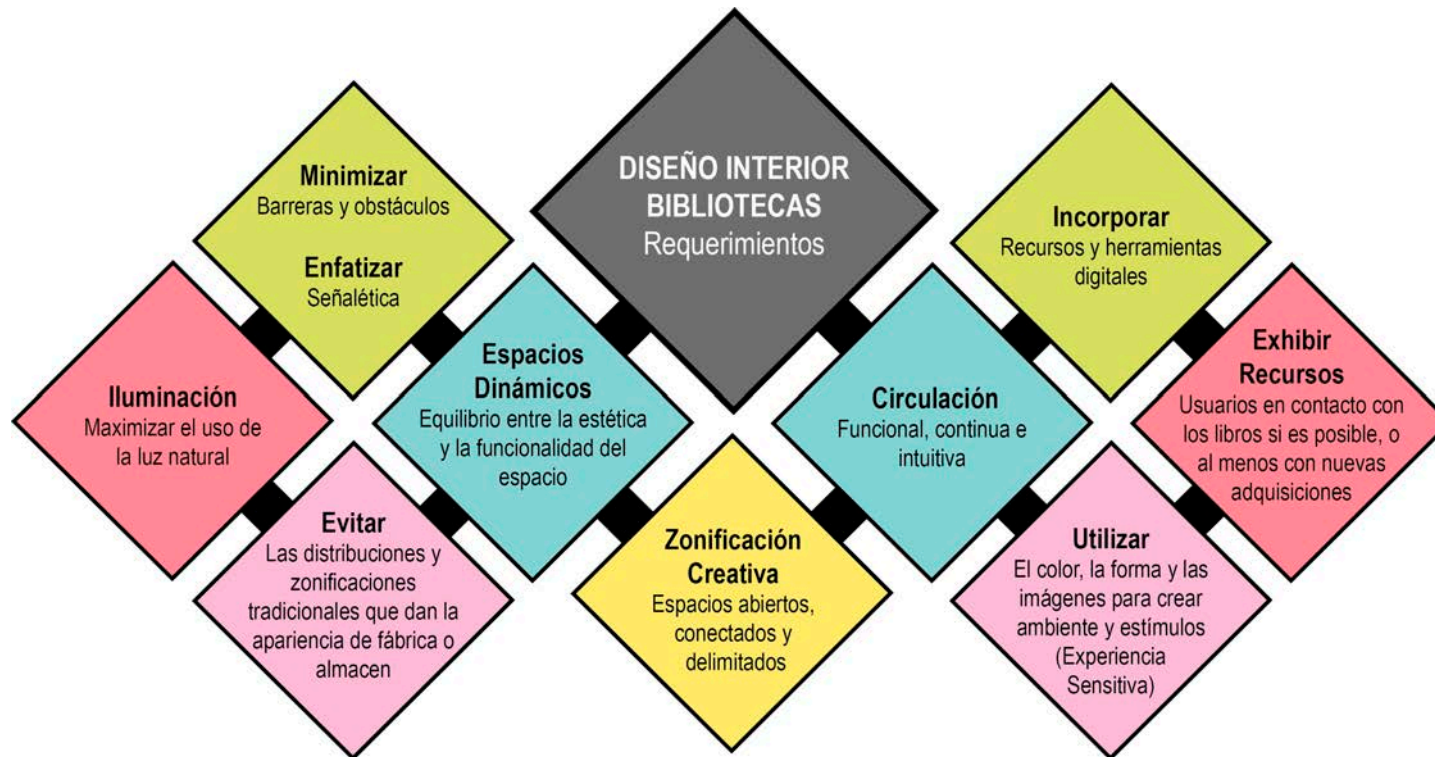 DISEÑO INTERIOR
BIBLIOTECAS
Requerimientos
Minimizar
Barreras y obstáculos
Enfatizar
Señalética
Incorporar
Recursos y herramientas
digitales
Iluminación
Maximizar el uso de
la luz natural
Espacios
Dinámicos
Equilibrio entre la estética
y la funcionalidad del
espacio
Circulación
Funcional, continua e
intuitiva
Exhibir
Recursos
Usuarios en contacto con
los libros si es posible, o
al menos con nuevas
adquisiciones
Evitar
Las distribuciones y
zonificaciones
tradicionales que dan la
apariencia de fábrica o
almacen
Zonificación
Creativa
Espacios abiertos,
conectados y
delimitados
Utilizar
El color, la forma y las
imágenes para crear
ambiente y estímulos
(Experiencia
Sensitiva)